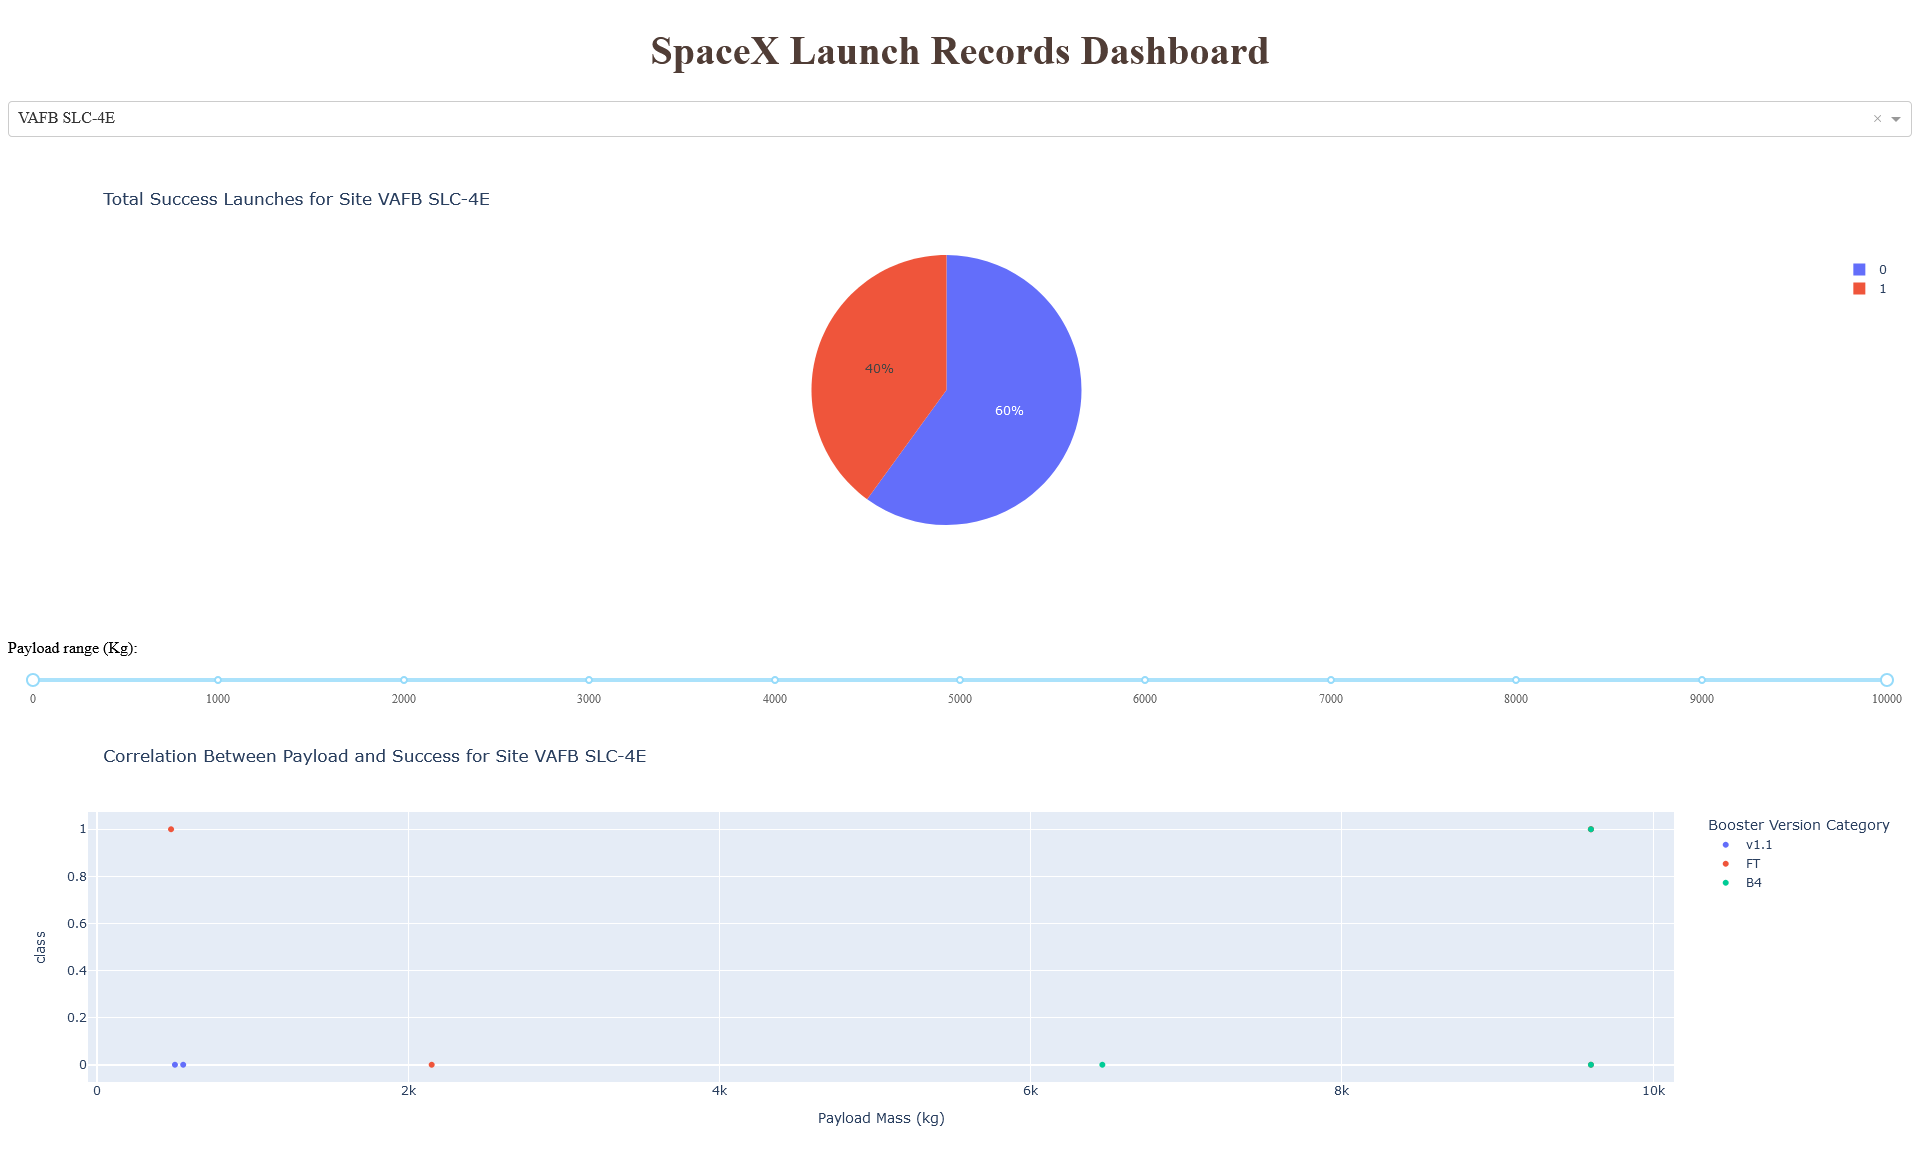 SpaceX Launch Records Dashboard
VAFB SLC-4E
×
Total Success Launches for Site VAFB SLC-4E
0
1
40%
60%
Payload range (Kg):
0 1000 2000 3000 4000 5000 6000 7000 8000 9000 10000
Correlation Between Payload and Success for Site VAFB SLC-4E
Booster Version Category
v1.1
FT
B4
1
0.8
0.6
0.4
0.2
0
class
0 2k 4k 6k 8k 10k
Payload Mass (kg)